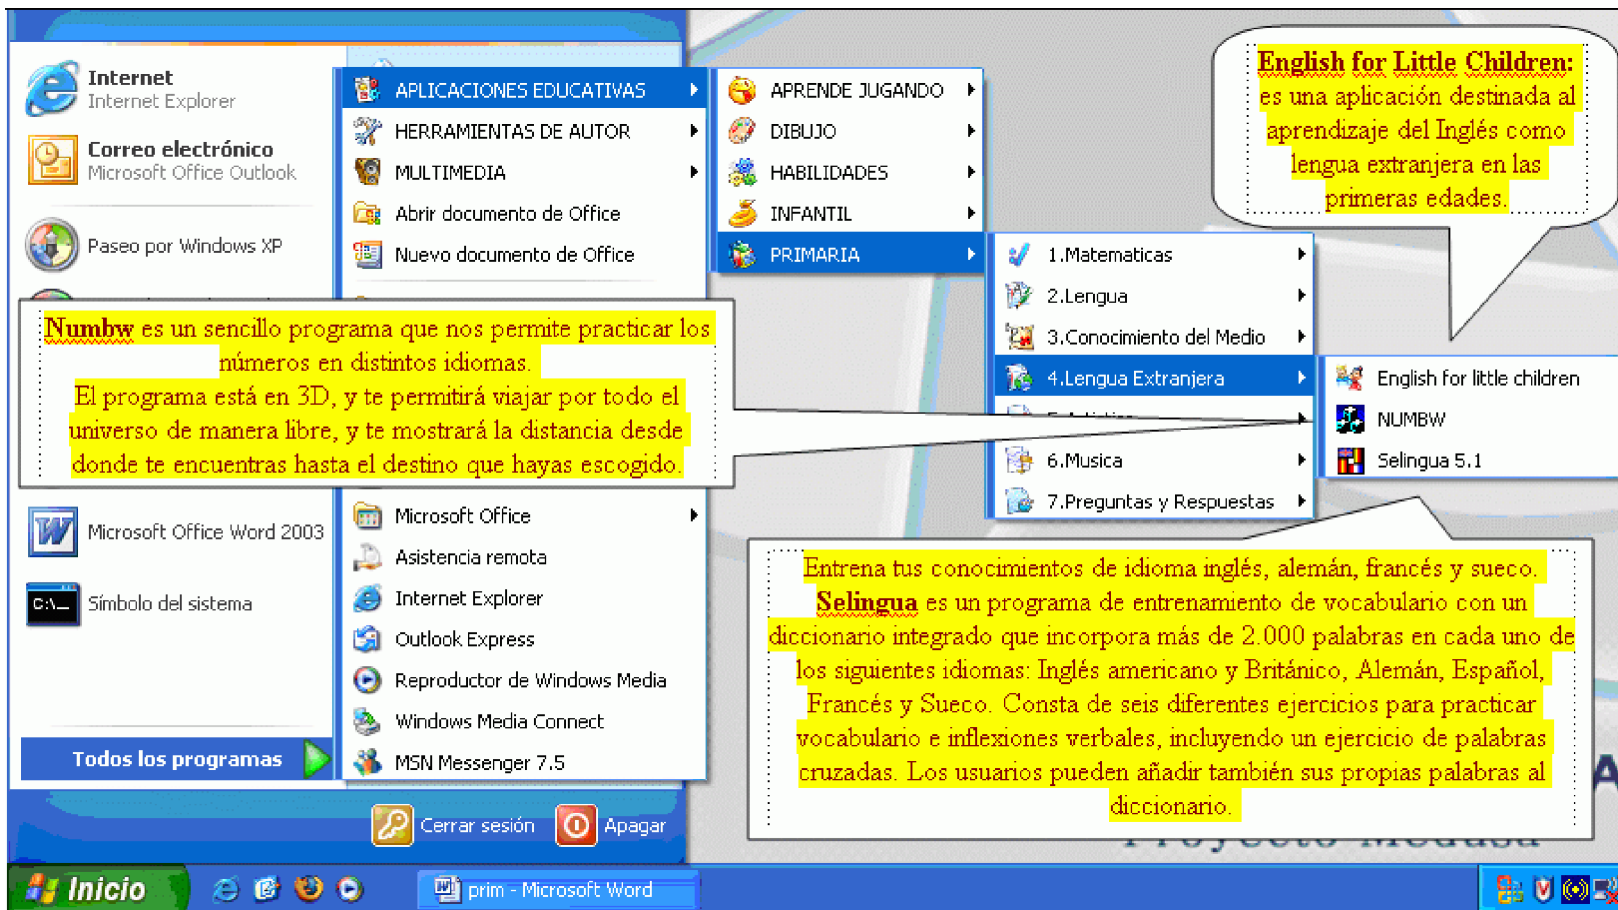 Internet
Internet Explorer
Correo electrónico
Microsoft Office Outlook
Paseo por Windows XP
Microsoft Office Word 2003
C:\_
Símbolo del sistema
Todos los programas
APLICACIONES EDUCATIVAS
HERRAMIENTAS DE AUTOR
MULTIMEDIA
Abrir documento de Office
Nuevo documento de Office
Microsoft Office
Asistencia remota
Internet Explorer
Outlook Express
Reproductor de Windows Media
Windows Media Connect
MSN Messenger 7.5
APRENDE JUGANDO
DIBUJO
HABILIDADES
INFANTIL
PRIMARIA
1.Matematicas
2.Lengua
3.Conocimiento del Medio
4.Lengua Extranjera
6.Musica
7.Preguntas y Respuestas
English for little children
NUMBW
Selingua 5.1
English for Little Children:
es una aplicación destinada al
aprendizaje del Inglés como
lengua extranjera en las
primeras edades.
Numbw es un sencillo programa que nos permite practicar los
números en distintos idiomas.
El programa está en 3D, y te permitirá viajar por todo el
universo de manera libre, y te mostrará la distancia desde
donde te encuentras hasta el destino que hayas escogido.
Entrena tus conocimientos de idioma inglés, alemán, francés y sueco.
Selingua es un programa de entrenamiento de vocabulario con un
diccionario integrado que incorpora más de 2.000 palabras en cada uno de
los siguientes idiomas: Inglés americano y Británico, Alemán, Español,
Francés y Sueco. Consta de seis diferentes ejercicios para practicar
vocabulario e inflexiones verbales, incluyendo un ejercicio de palabras
cruzadas. Los usuarios pueden añadir también sus propias palabras al
diccionario.
Proyecto Medusa
Cerrar sesión
Apagar
Inicio
prim - Microsoft Word